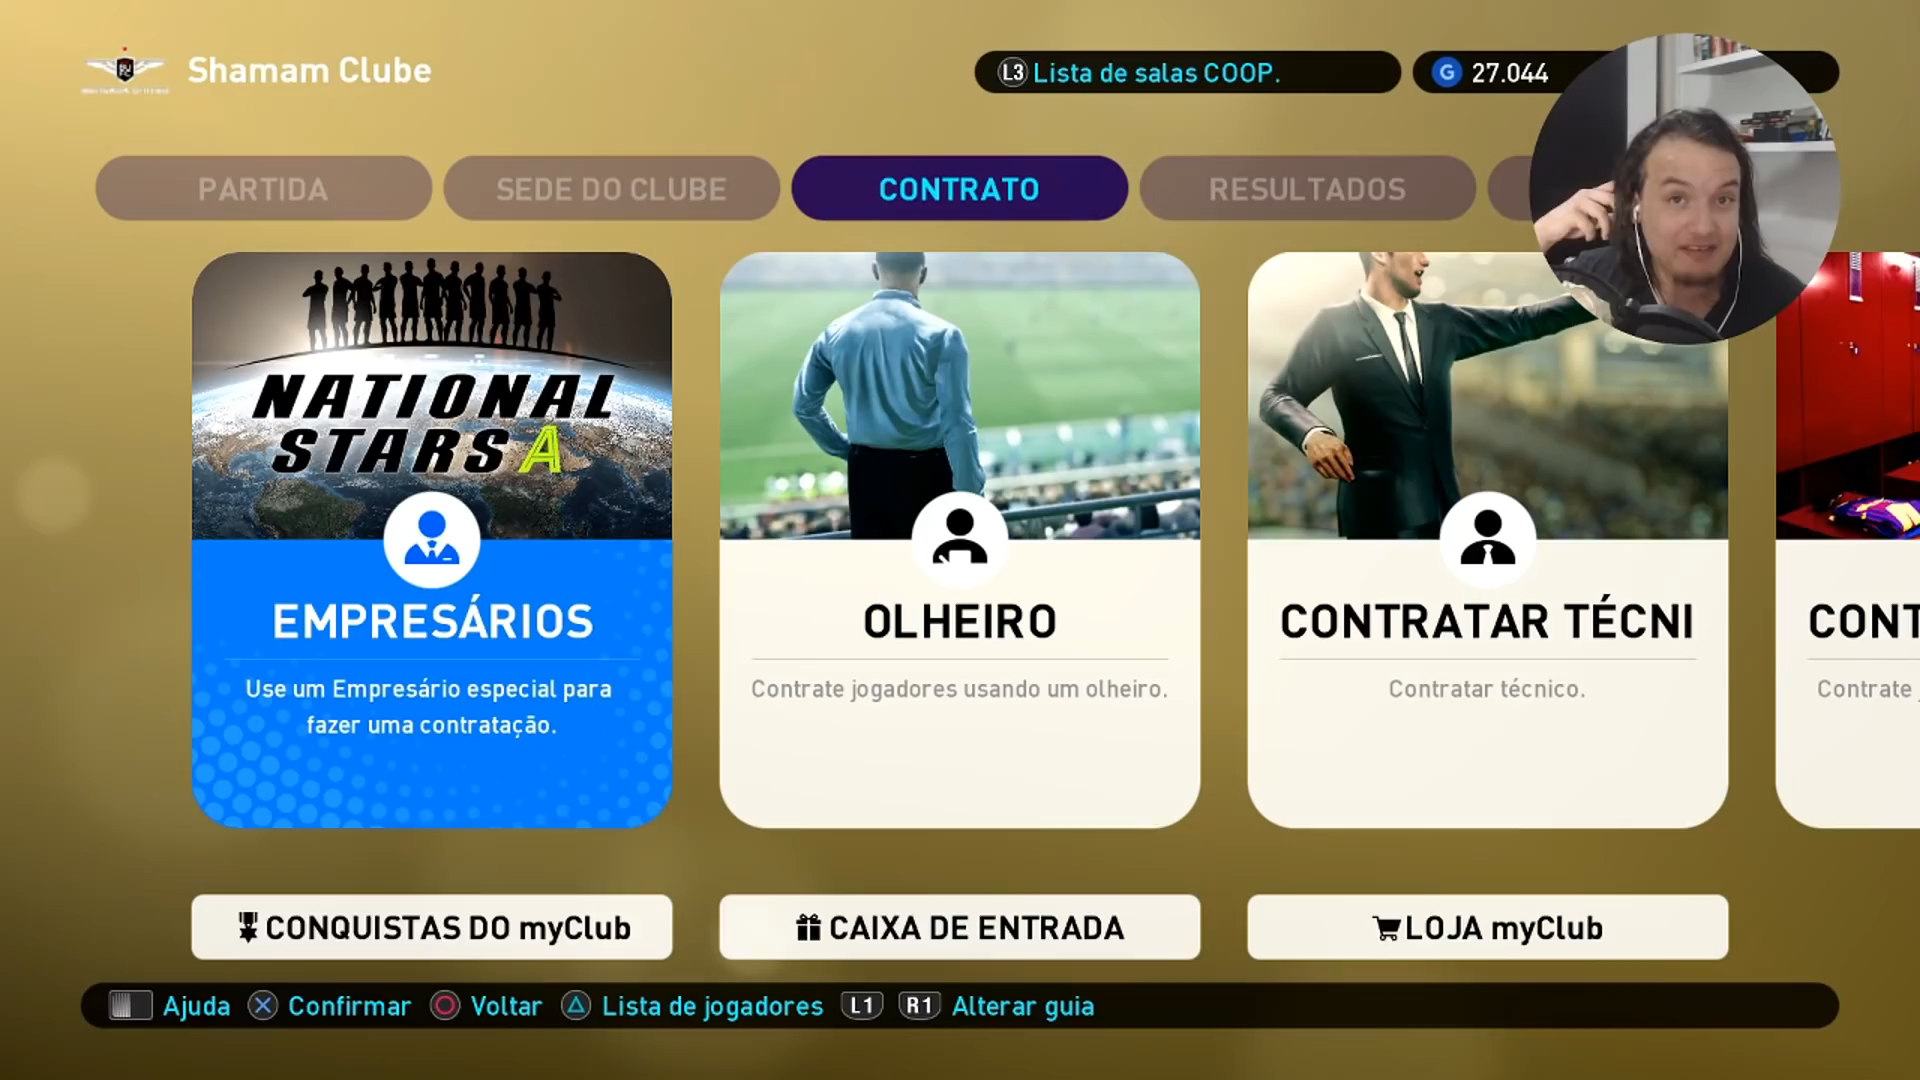 Shamam Clube
L3 Lista de salas COOP.
G 27.044
PARTIDA
SEDE DO CLUBE
CONTRATO
RESULTADOS
NATIONAL
STARS A
EMPRESÁRIOS
Use um Empresário especial para
fazer uma contratação.
OLHEIRO
Contrate jogadores usando um olheiro.
CONTRATAR TÉCNI
Contratar técnico.
CONT
Contrate
CONQUISTAS DO myClub
CAIXA DE ENTRADA
LOJA myClub
Ajuda Confirmar Voltar Lista de jogadores L1 R1 Alterar guia